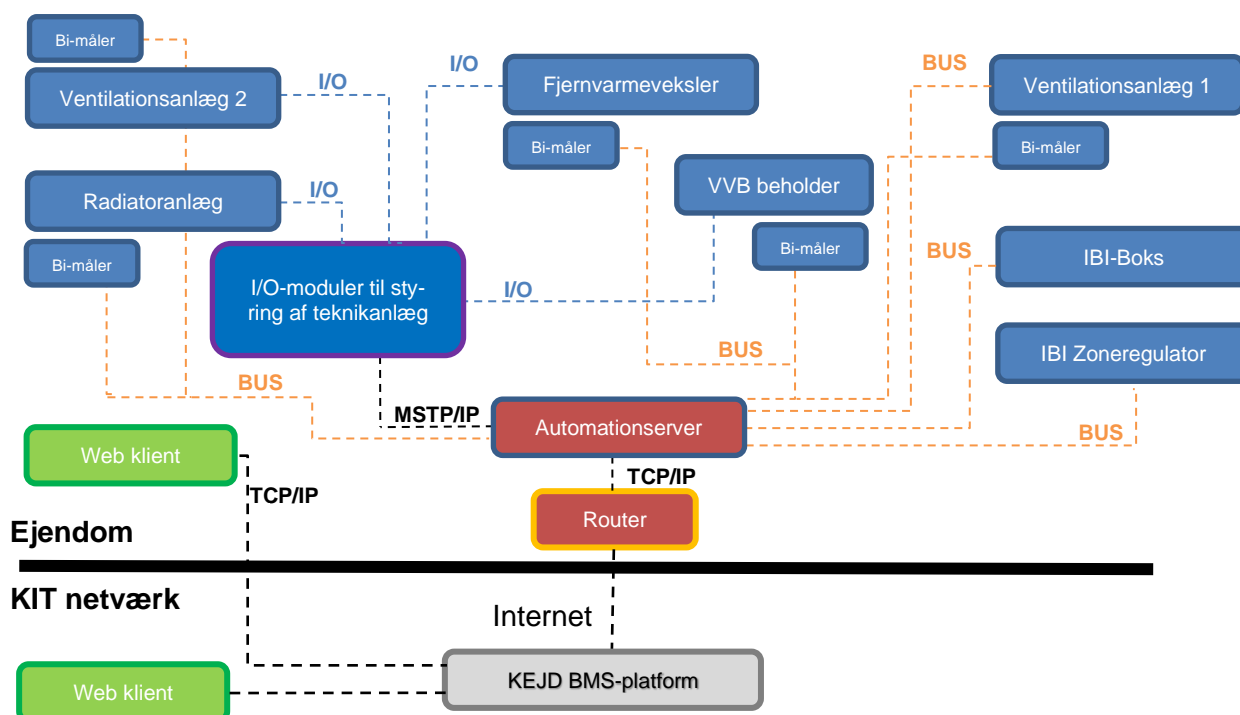 Bi-måler
Ventilationsanlæg 2
I/O
I/O
Fjernvarmeveksler
BUS
Ventilationsanlæg 1
Bi-måler
Bi-måler
Radiatoranlæg
I/O
VVB beholder
Bi-måler
Bi-måler
BUS
IBI-Boks
I/O-moduler til sty-
ring af teknikanlæg
I/O
BUS
IBI Zoneregulator
BUS
MSTP/IP
Automationserver
BUS
Web klient
TCP/IP
TCP/IP
Router
Ejendom
KIT netværk
Internet
KEJD BMS-platform
Web klient